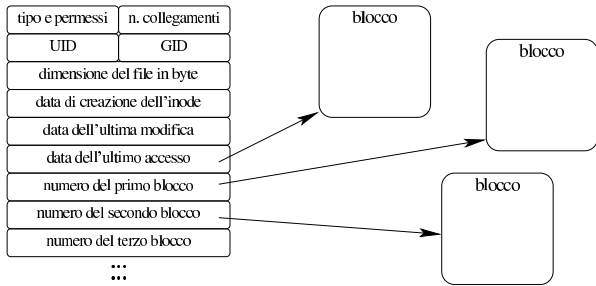 tipo e permessi n. collegamenti
UID GID
dimensione del file in byte
data di creazione dell'inode
data dell'ultima modifica
data dell'ultimo accesso
numero del primo blocco
numero del secondo blocco
numero del terzo blocco
...
...
blocco
blocco
blocco